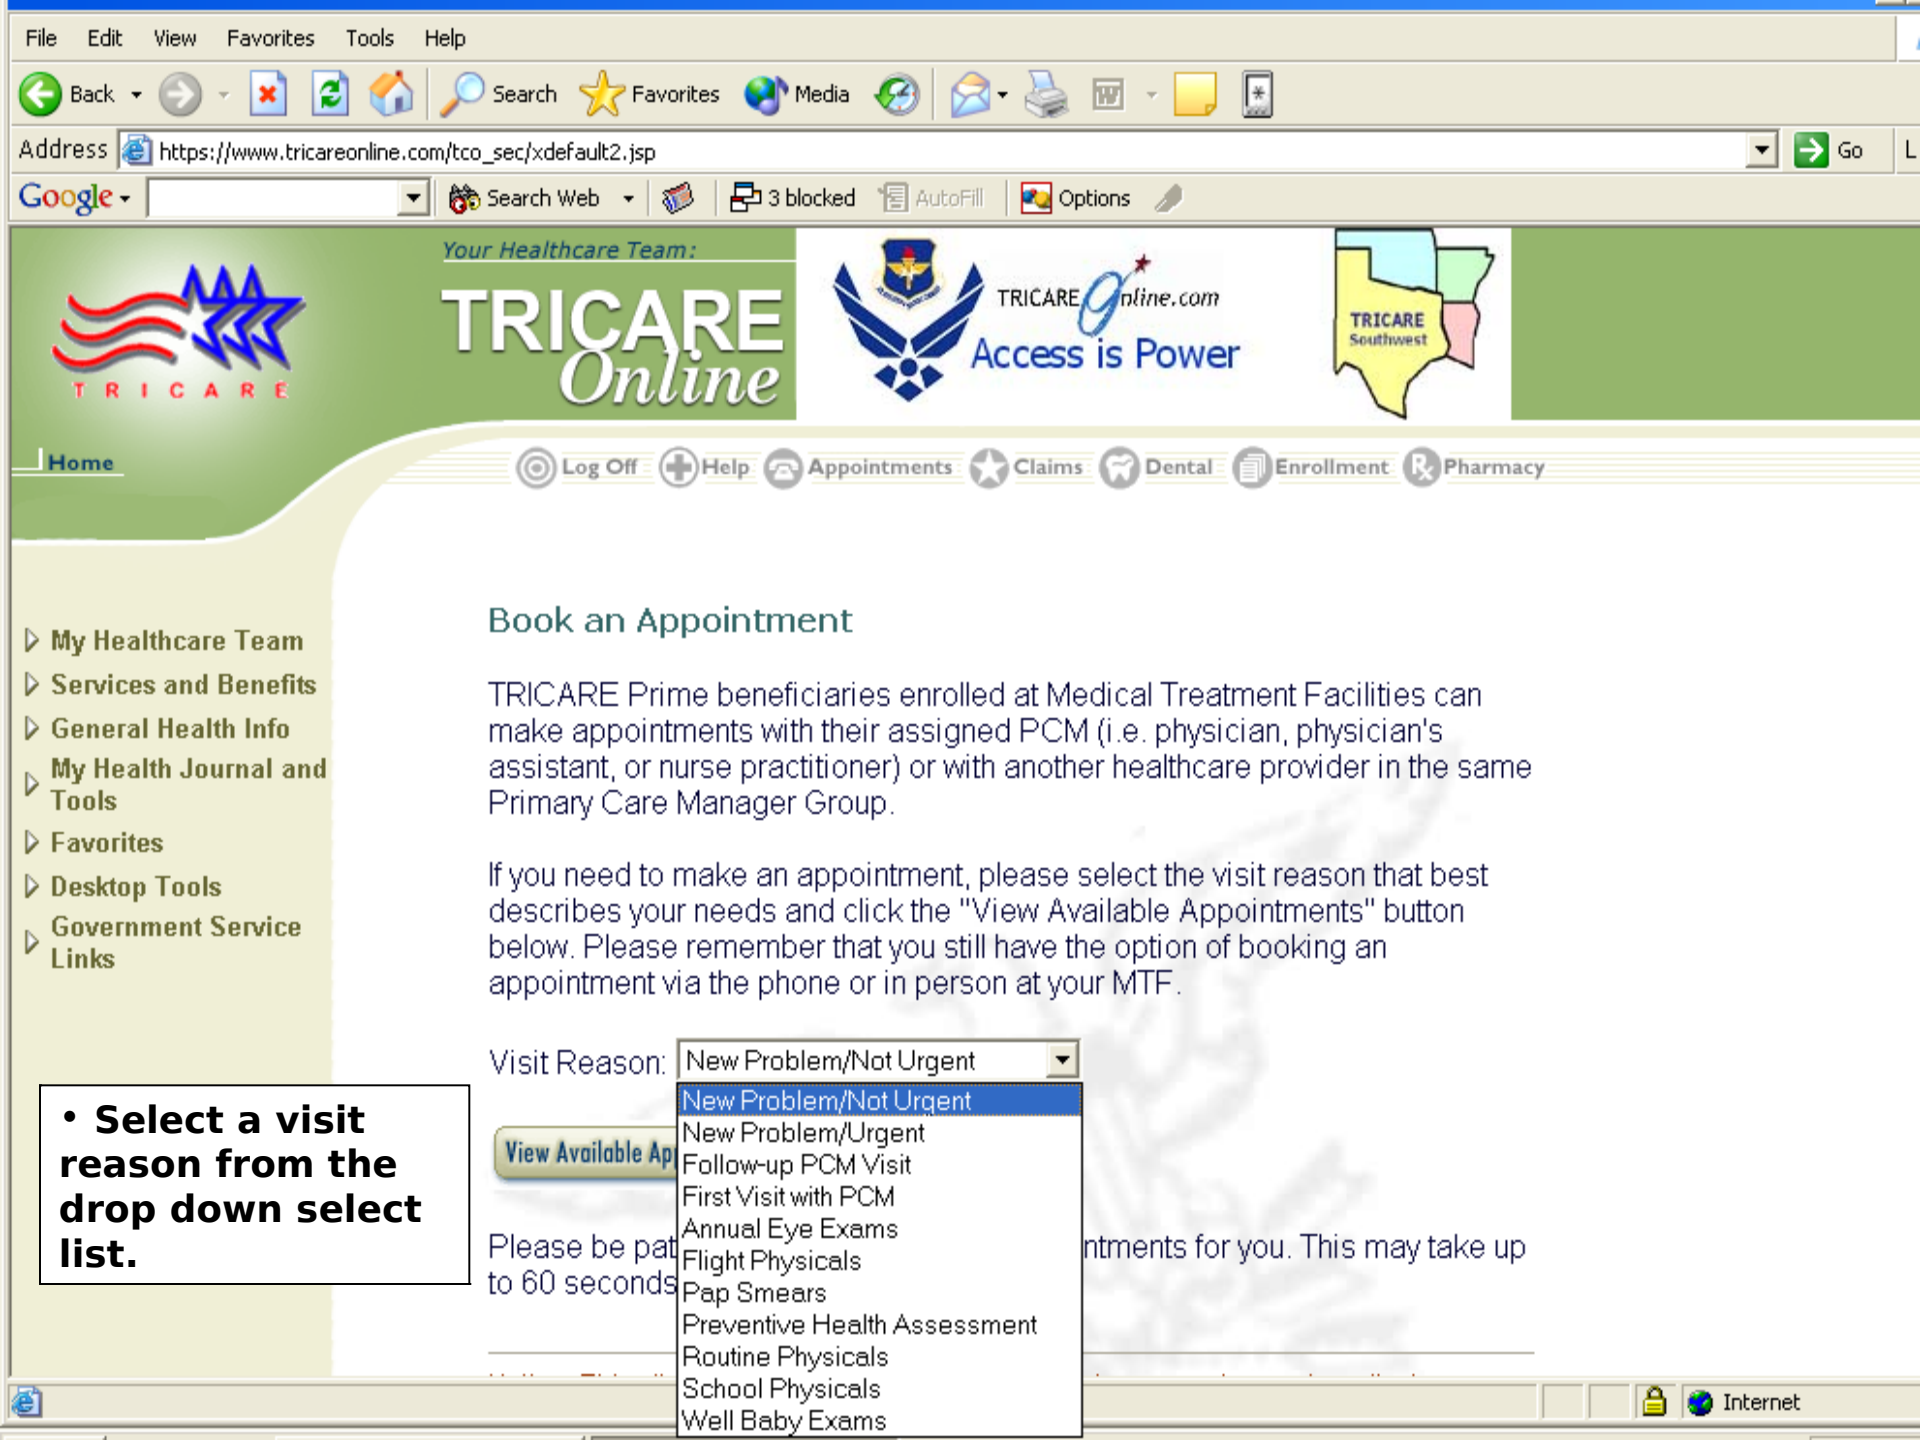 File Edit View Favorites Tools Help
Back Search Favorites Media
Address https://www.tricareonline.com/tco_sec/xdefault2.jsp Go L
Google Search Web 3 blocked AutoFill Options
Your Healthcare Team:
TRICARE
Online
TRICARE
TRICARE Online.com
Access is Power
TRICARE
Southwest
Home
Log Off Help Appointments Claims Dental Enrollment Pharmacy
My Healthcare Team
Services and Benefits
General Health Info
My Health Journal and
Tools
Favorites
Desktop Tools
Government Service
Links
Book an Appointment
TRICARE Prime beneficiaries enrolled at Medical Treatment Facilities can
make appointments with their assigned PCM (i.e. physician, physician's
assistant, or nurse practitioner) or with another healthcare provider in the same
Primary Care Manager Group.
If you need to make an appointment, please select the visit reason that best
describes your needs and click the "View Available Appointments" button
below. Please remember that you still have the option of booking an
appointment via the phone or in person at your MTF.
Visit Reason: New Problem/Not Urgent
New Problem/Not Urgent
New Problem/Urgent
Follow-up PCM Visit
First Visit with PCM
Annual Eye Exams
Flight Physicals
Pap Smears
Preventive Health Assessment
Routine Physicals
School Physicals
Well Baby Exams
View Available Ap
Please be pat ntments for you. This may take up
to 60 seconds
• Select a visit
reason from the
drop down select
list.
Internet